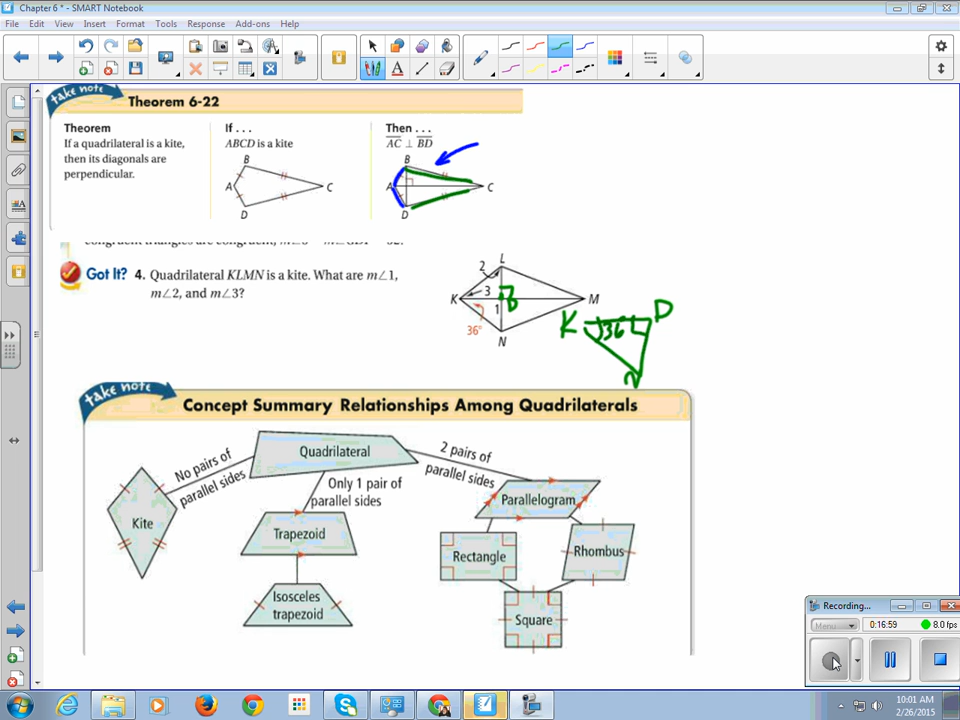 Chapter 6 * - SMART Notebook
File Edit View Insert Format Tools Response Add-ons Help
take note
Theorem 6-22
Theorem
If a quadrilateral is a kite,
then its diagonals are
perpendicular.
If . . .
ABCD is a kite
B
A
C
D
Then . . .
AC ⊥ BD
B
A
C
D
Got It? 4. Quadrilateral KLMN is a kite. What are m∠1,
m∠2, and m∠3?
L
2
3
K
M
D
1
36°
N
K
D
36
N
take note
Concept Summary Relationships Among Quadrilaterals
No pairs of
parallel sides
Quadrilateral
2 pairs of
parallel sides
Only 1 pair of
parallel sides
Kite
Trapezoid
Parallelogram
Rectangle
Rhombus
Isosceles
trapezoid
Square
Recording...
Menu
0:16:59
8.0 fps
10:01 AM
2/26/2015